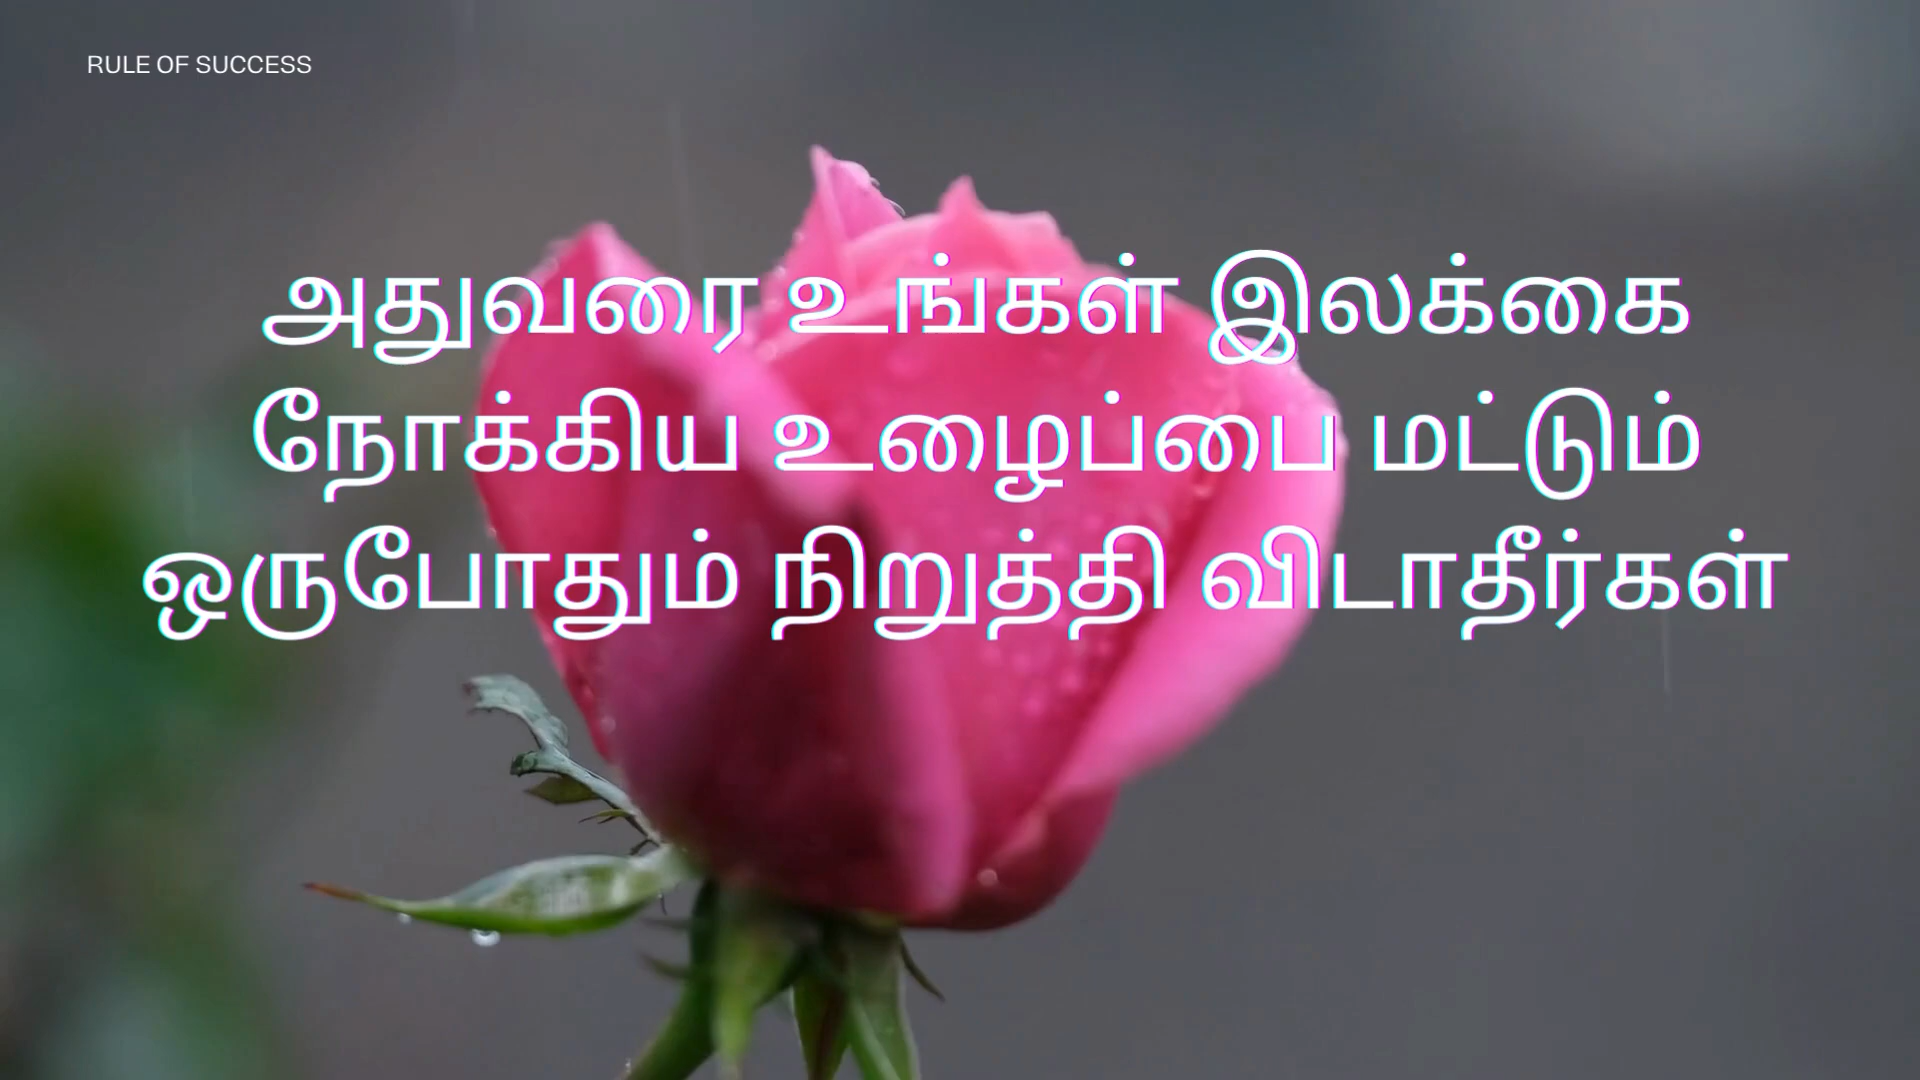 RULE OF SUCCESS
அதுவரை உங்கள் இலக்கை
நோக்கிய உழைப்பை மட்டும்
ஒருபோதும் நிறுத்தி விடாதீர்கள்